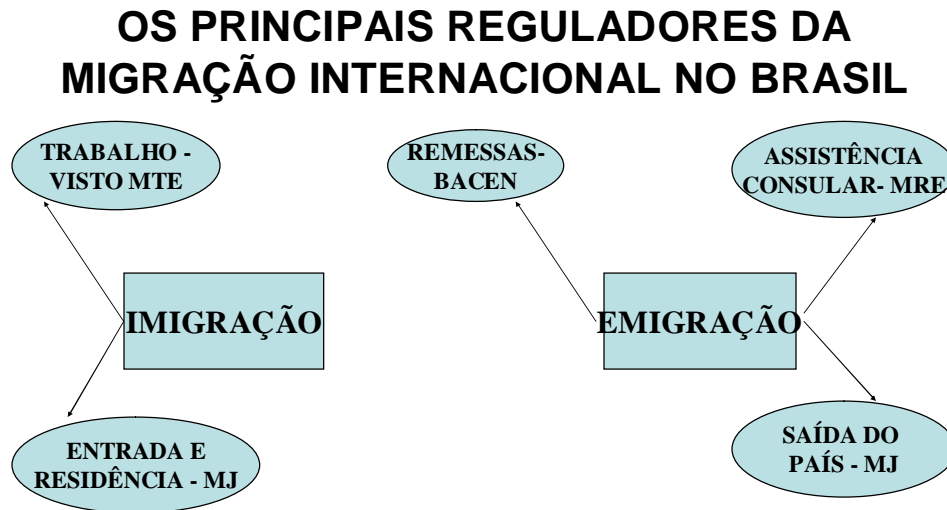 OS PRINCIPAIS REGULADORES DA
MIGRAÇÃO INTERNACIONAL NO BRASIL
TRABALHO -
VISTO MTE
REMESSAS-
BACEN
ASSISTÊNCIA
CONSULAR- MRE
IMIGRAÇÃO
EMIGRAÇÃO
ENTRADA E
RESIDÊNCIA - MJ
SAÍDA DO
PAÍS - MJ